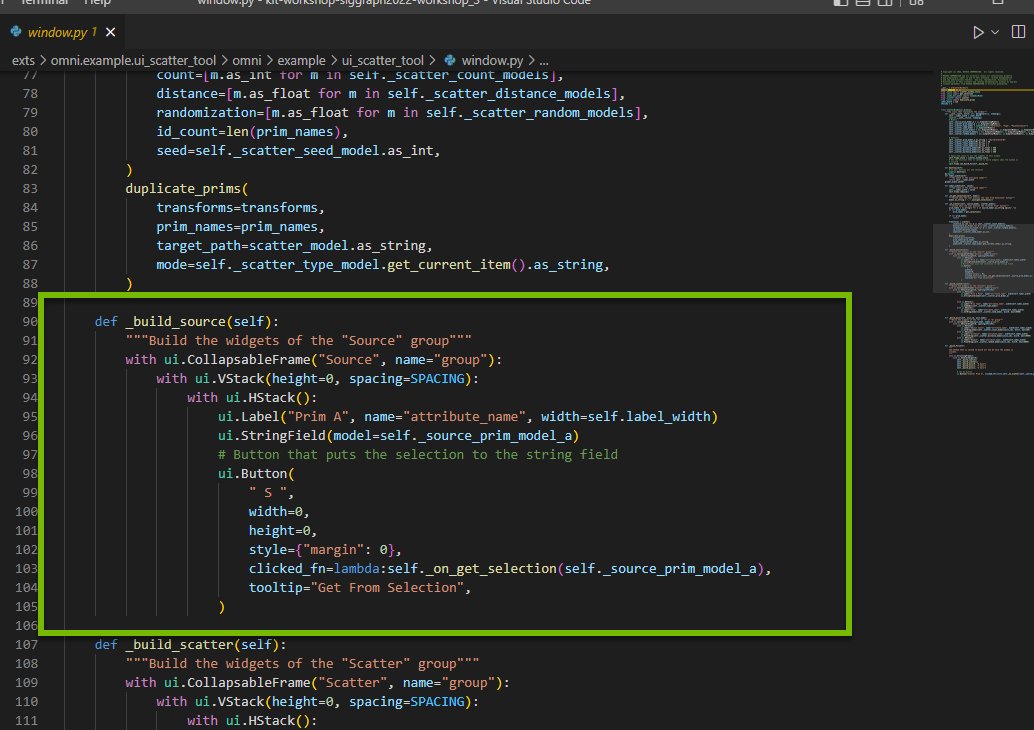 Terminal Help window.py - kit-workshop-siggraph2022-workshop_3 - Visual Studio Code
window.py 1
exts > omni.example.ui_scatter_tool > omni > example > ui_scatter_tool > window.py > ...
77 count=[m.as_int for m in self._scatter_count_models],
78 distance=[m.as_float for m in self._scatter_distance_models],
79 randomization=[m.as_float for m in self._scatter_random_models],
80 id_count=len(prim_names),
81 seed=self._scatter_seed_model.as_int,
82 )
83 duplicate_prims(
84 transforms=transforms,
85 prim_names=prim_names,
86 target_path=scatter_model.as_string,
87 mode=self._scatter_type_model.get_current_item().as_string,
88 )
89
90 def _build_source(self):
91 """Build the widgets of the "Source" group"""
92 with ui.CollapsableFrame("Source", name="group"):
93 with ui.VStack(height=0, spacing=SPACING):
94 with ui.HStack():
95 ui.Label("Prim A", name="attribute_name", width=self.label_width)
96 ui.StringField(model=self._source_prim_model_a)
97 # Button that puts the selection to the string field
98 ui.Button(
99 " S ",
100 width=0,
101 height=0,
102 style={"margin": 0},
103 clicked_fn=lambda:self._on_get_selection(self._source_prim_model_a),
104 tooltip="Get From Selection",
105 )
106
107 def _build_scatter(self):
108 """Build the widgets of the "Scatter" group"""
109 with ui.CollapsableFrame("Scatter", name="group"):
110 with ui.VStack(height=0, spacing=SPACING):
111 with ui.HStack():